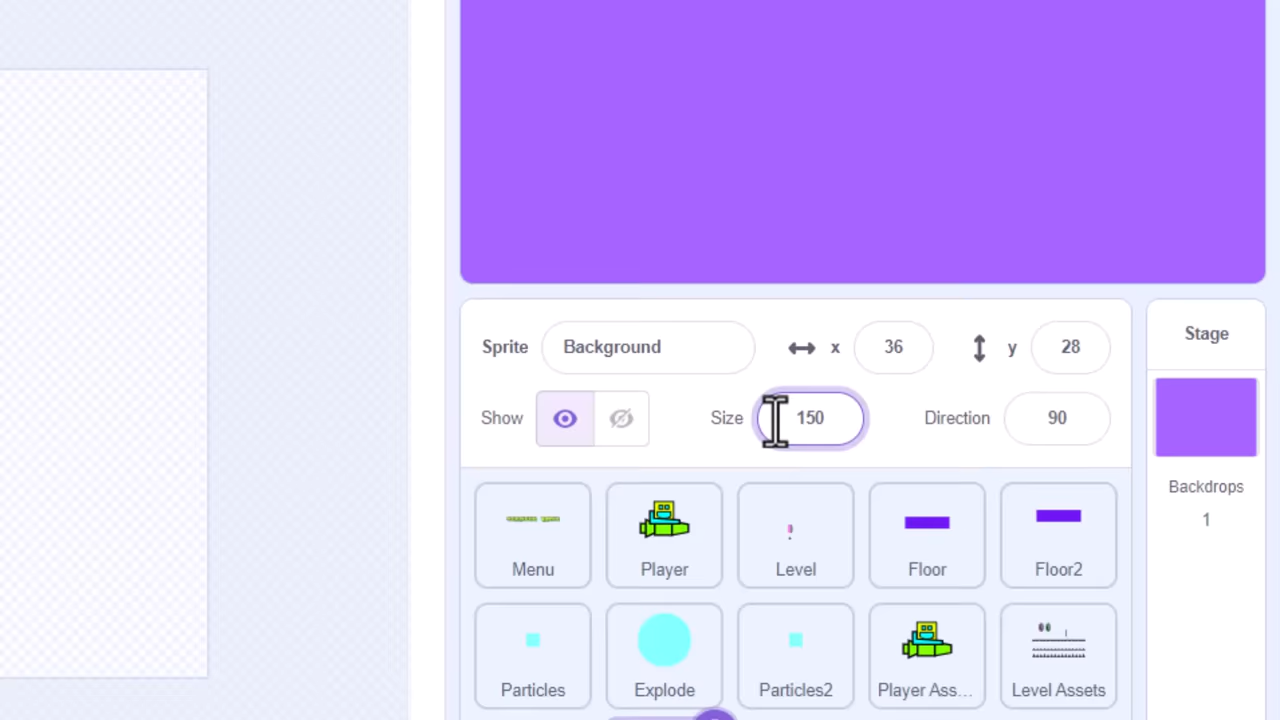 Sprite Background x 36 y 28
Show Size 150 Direction 90
Stage
Backdrops
1
Menu Player Level Floor Floor2
Particles Explode Particles2 Player Ass... Level Assets